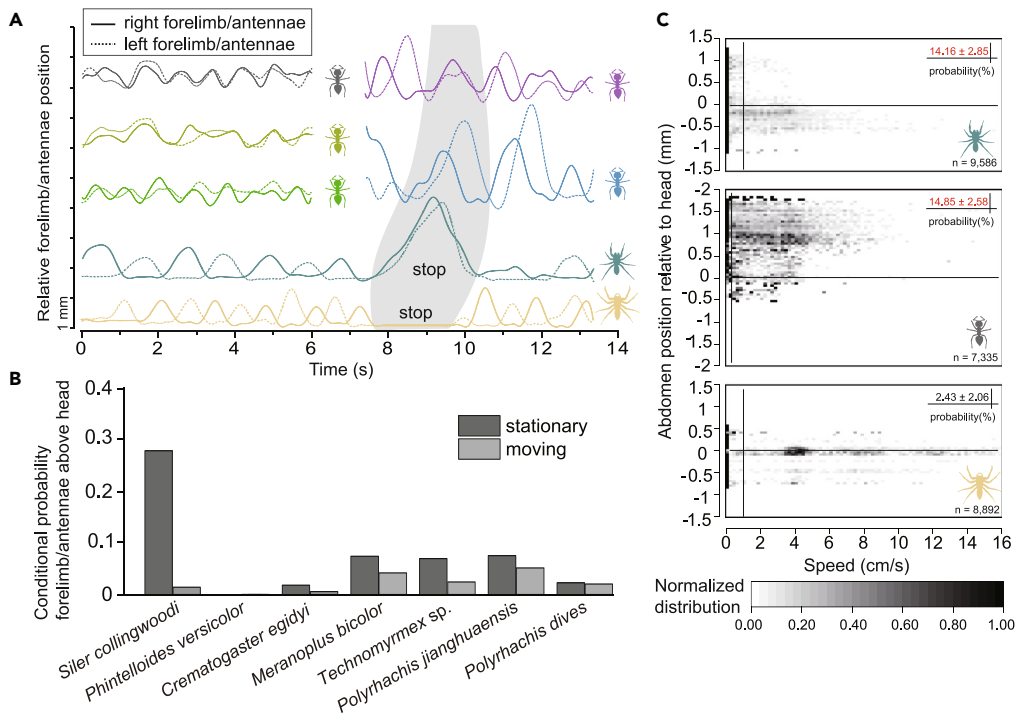 A
right forelimb/antennae
left forelimb/antennae
Relative forelimb/antennae position
1 mm
stop
stop
0 2 4 6 8 10 12 14
Time (s)
B
Conditional probability
forelimb/antennae above head
0.4
0.3
0.2
0.1
0
stationary
moving
Siler collingwoodi
Phintelloides versicolor
Crematogaster egidyi
Meranoplus bicolor
Technomyrmex sp.
Polyrhachis jianghuaensis
Polyrhachis dives
C
Abdomen position relative to head (mm)
1.5
1
0.5
0
-0.5
-1
-1.5
14.16 ± 2.85
probability(%)
n = 9,586
-2
1.5
1
0.5
0
-0.5
-1
-1.5
-2
14.85 ± 2.58
probability(%)
n = 7,335
1.5
1
0.5
0
0.5
1
1.5
2.43 ± 2.06
probability(%)
n = 8,892
0 2 4 6 8 10 12 14 16
Speed (cm/s)
Normalized
distribution
0.00 0.20 0.40 0.60 0.80 1.00